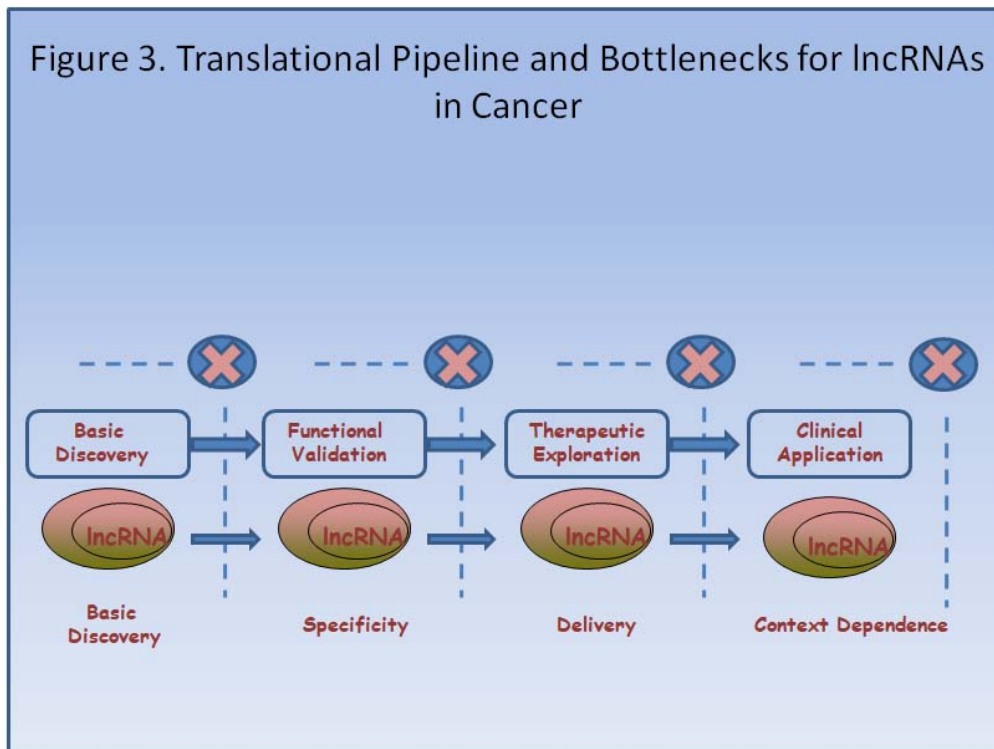 Figure 3. Translational Pipeline and Bottlenecks for lncRNAs
in Cancer
Basic
Discovery
Functional
Validation
Therapeutic
Exploration
Clinical
Application
lncRNA
lncRNA
lncRNA
lncRNA
Basic
Discovery
Specificity
Delivery
Context Dependence